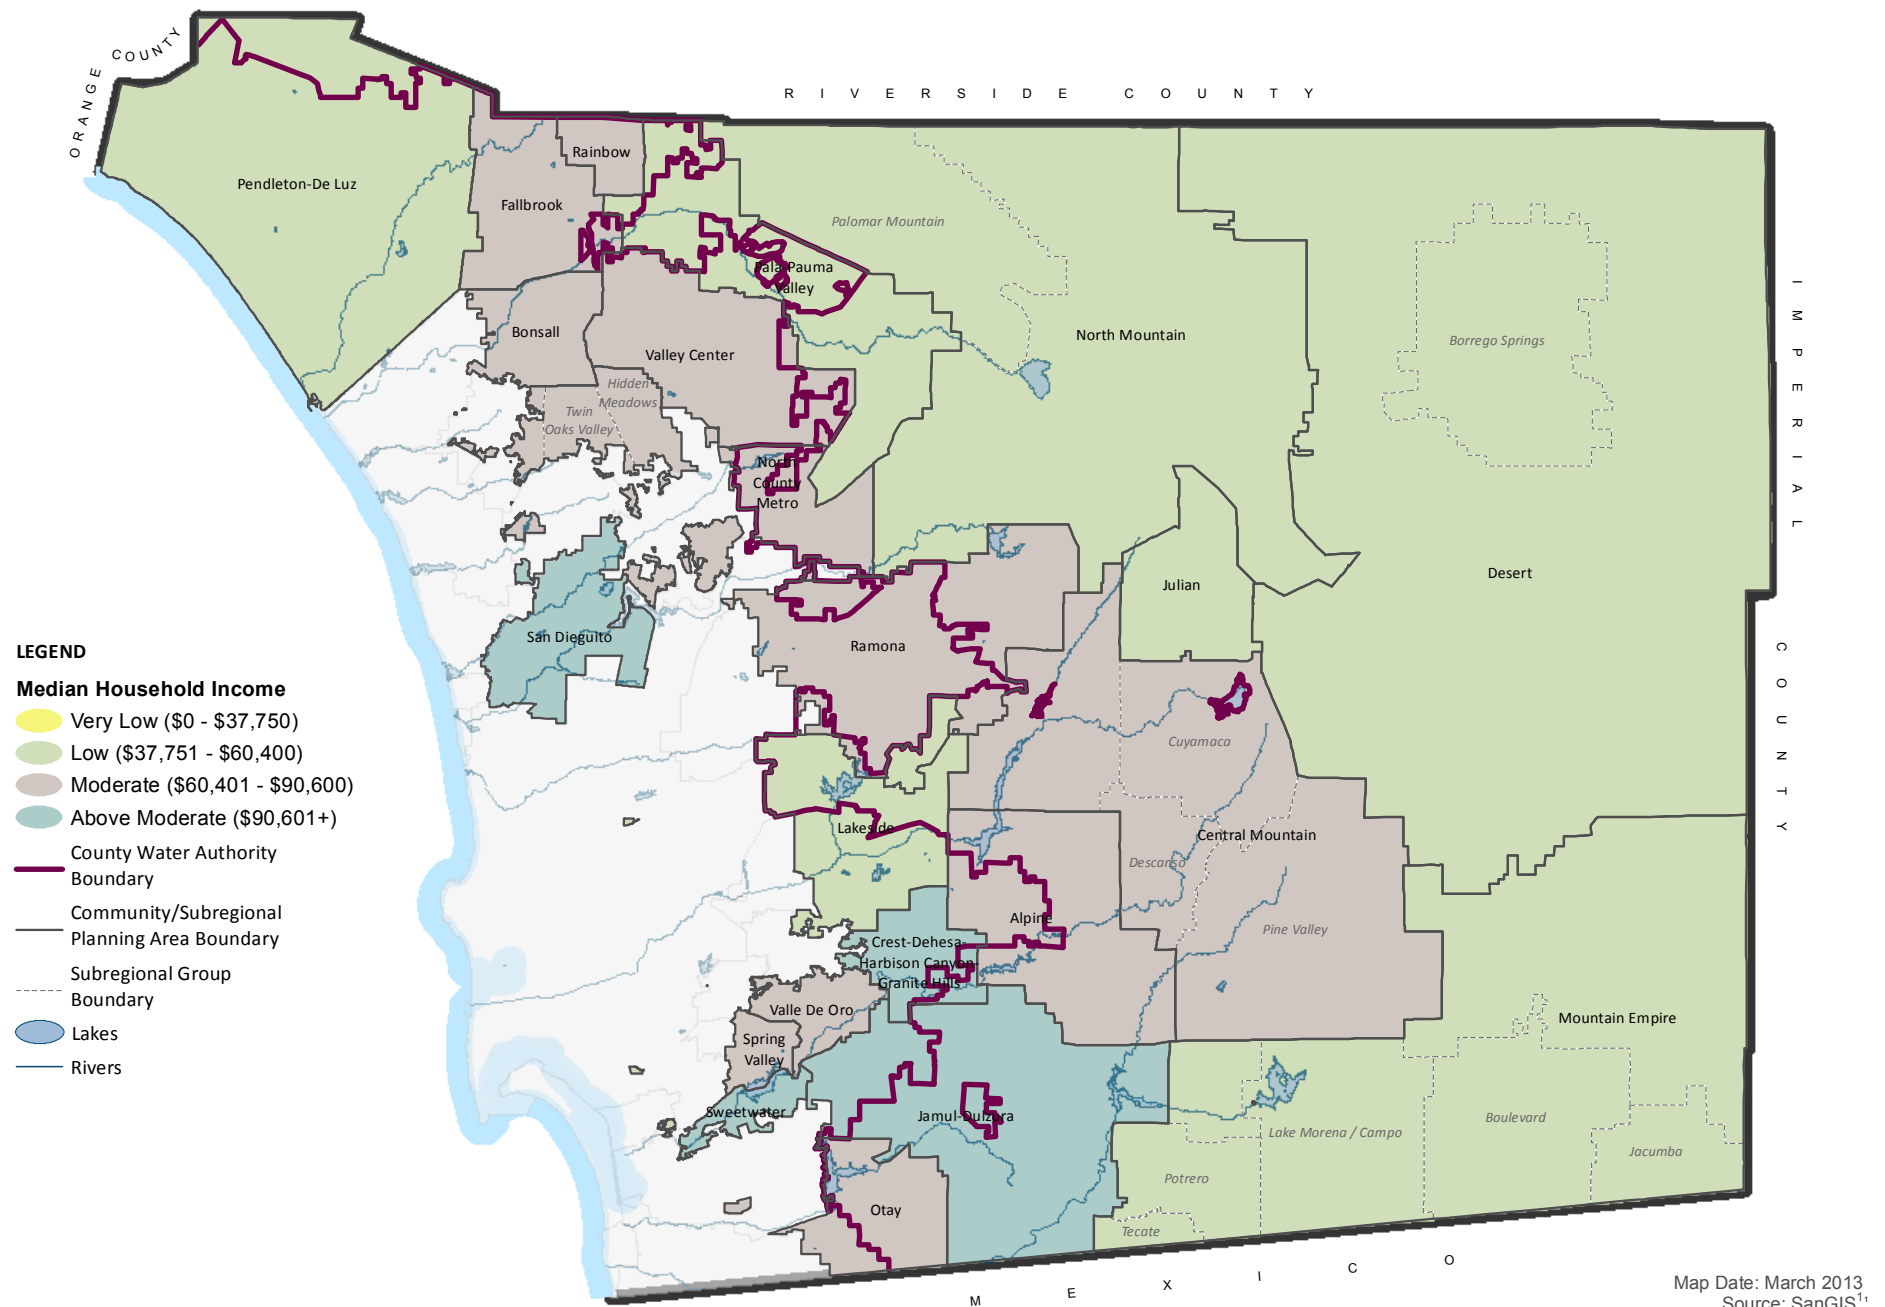 ORANGE COUNTY
RIVERSIDE COUNTY
IMPERIAL COUNTY
MEXICO
Pendleton-De Luz
Rainbow
Fallbrook
Palomar Mountain
Pala-Pauma
Valley
North Mountain
Borrego Springs
Bonsall
Valley Center
Hidden
Meadows
Twin
Oaks Valley
North
County
Metro
Desert
Julian
San Dieguito
Ramona
Cuyamaca
Lakeside
Central Mountain
Descanso
Alpine
Pine Valley
Crest-Dehesa-
Harbison Canyon-
Granite Hills
Valle De Oro
Spring
Valley
Mountain Empire
Sweetwater
Jamul-Dulzura
Boulevard
Lake Morena / Campo
Jacumba
Potrero
Otay
Tecate
LEGEND
Median Household Income
Very Low ($0 - $37,750)
Low ($37,751 - $60,400)
Moderate ($60,401 - $90,600)
Above Moderate ($90,601+)
County Water Authority
Boundary
Community/Subregional
Planning Area Boundary
Subregional Group
Boundary
Lakes
Rivers
Map Date: March 2013
Source: SanGIS¹¹